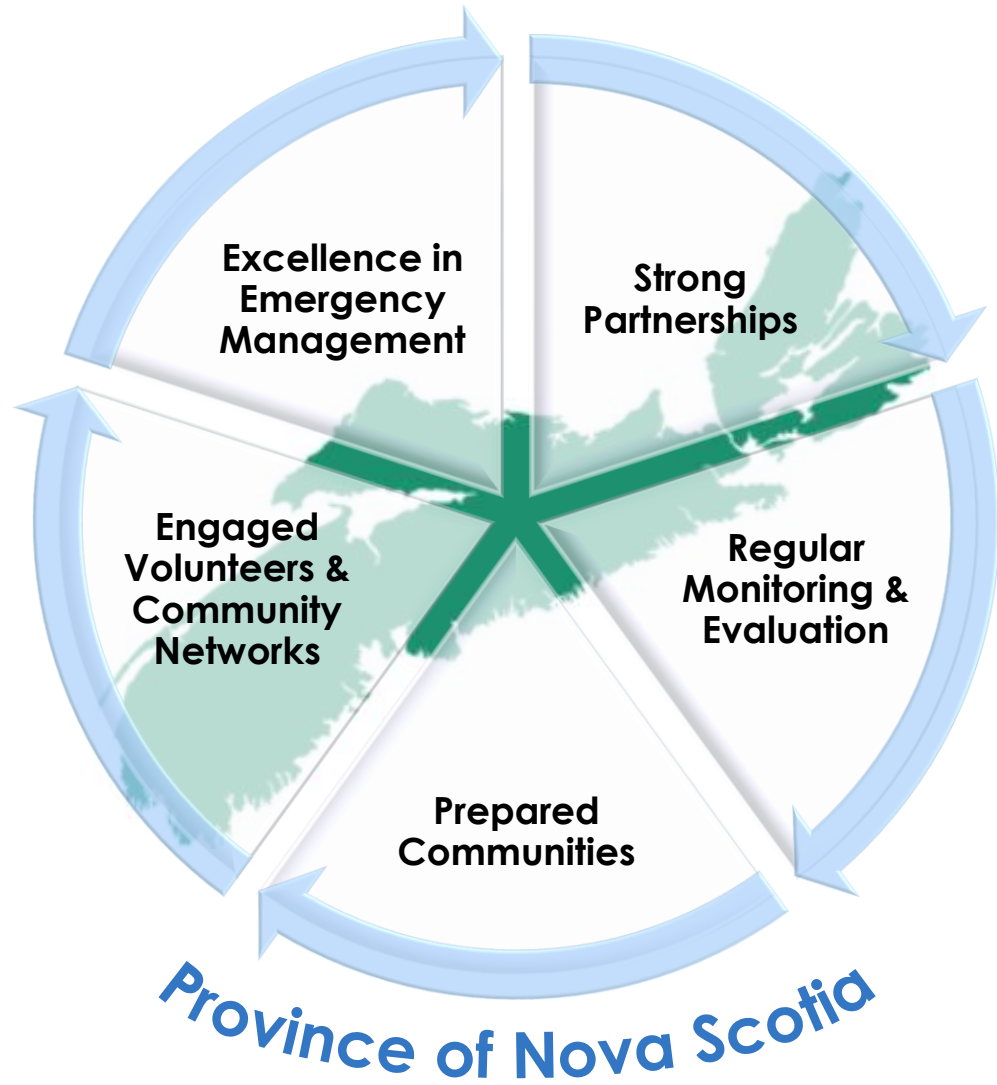 Excellence in
Emergency
Management
Strong
Partnerships
Regular
Monitoring &
Evaluation
Prepared
Communities
Engaged
Volunteers &
Community
Networks
Province of Nova Scotia